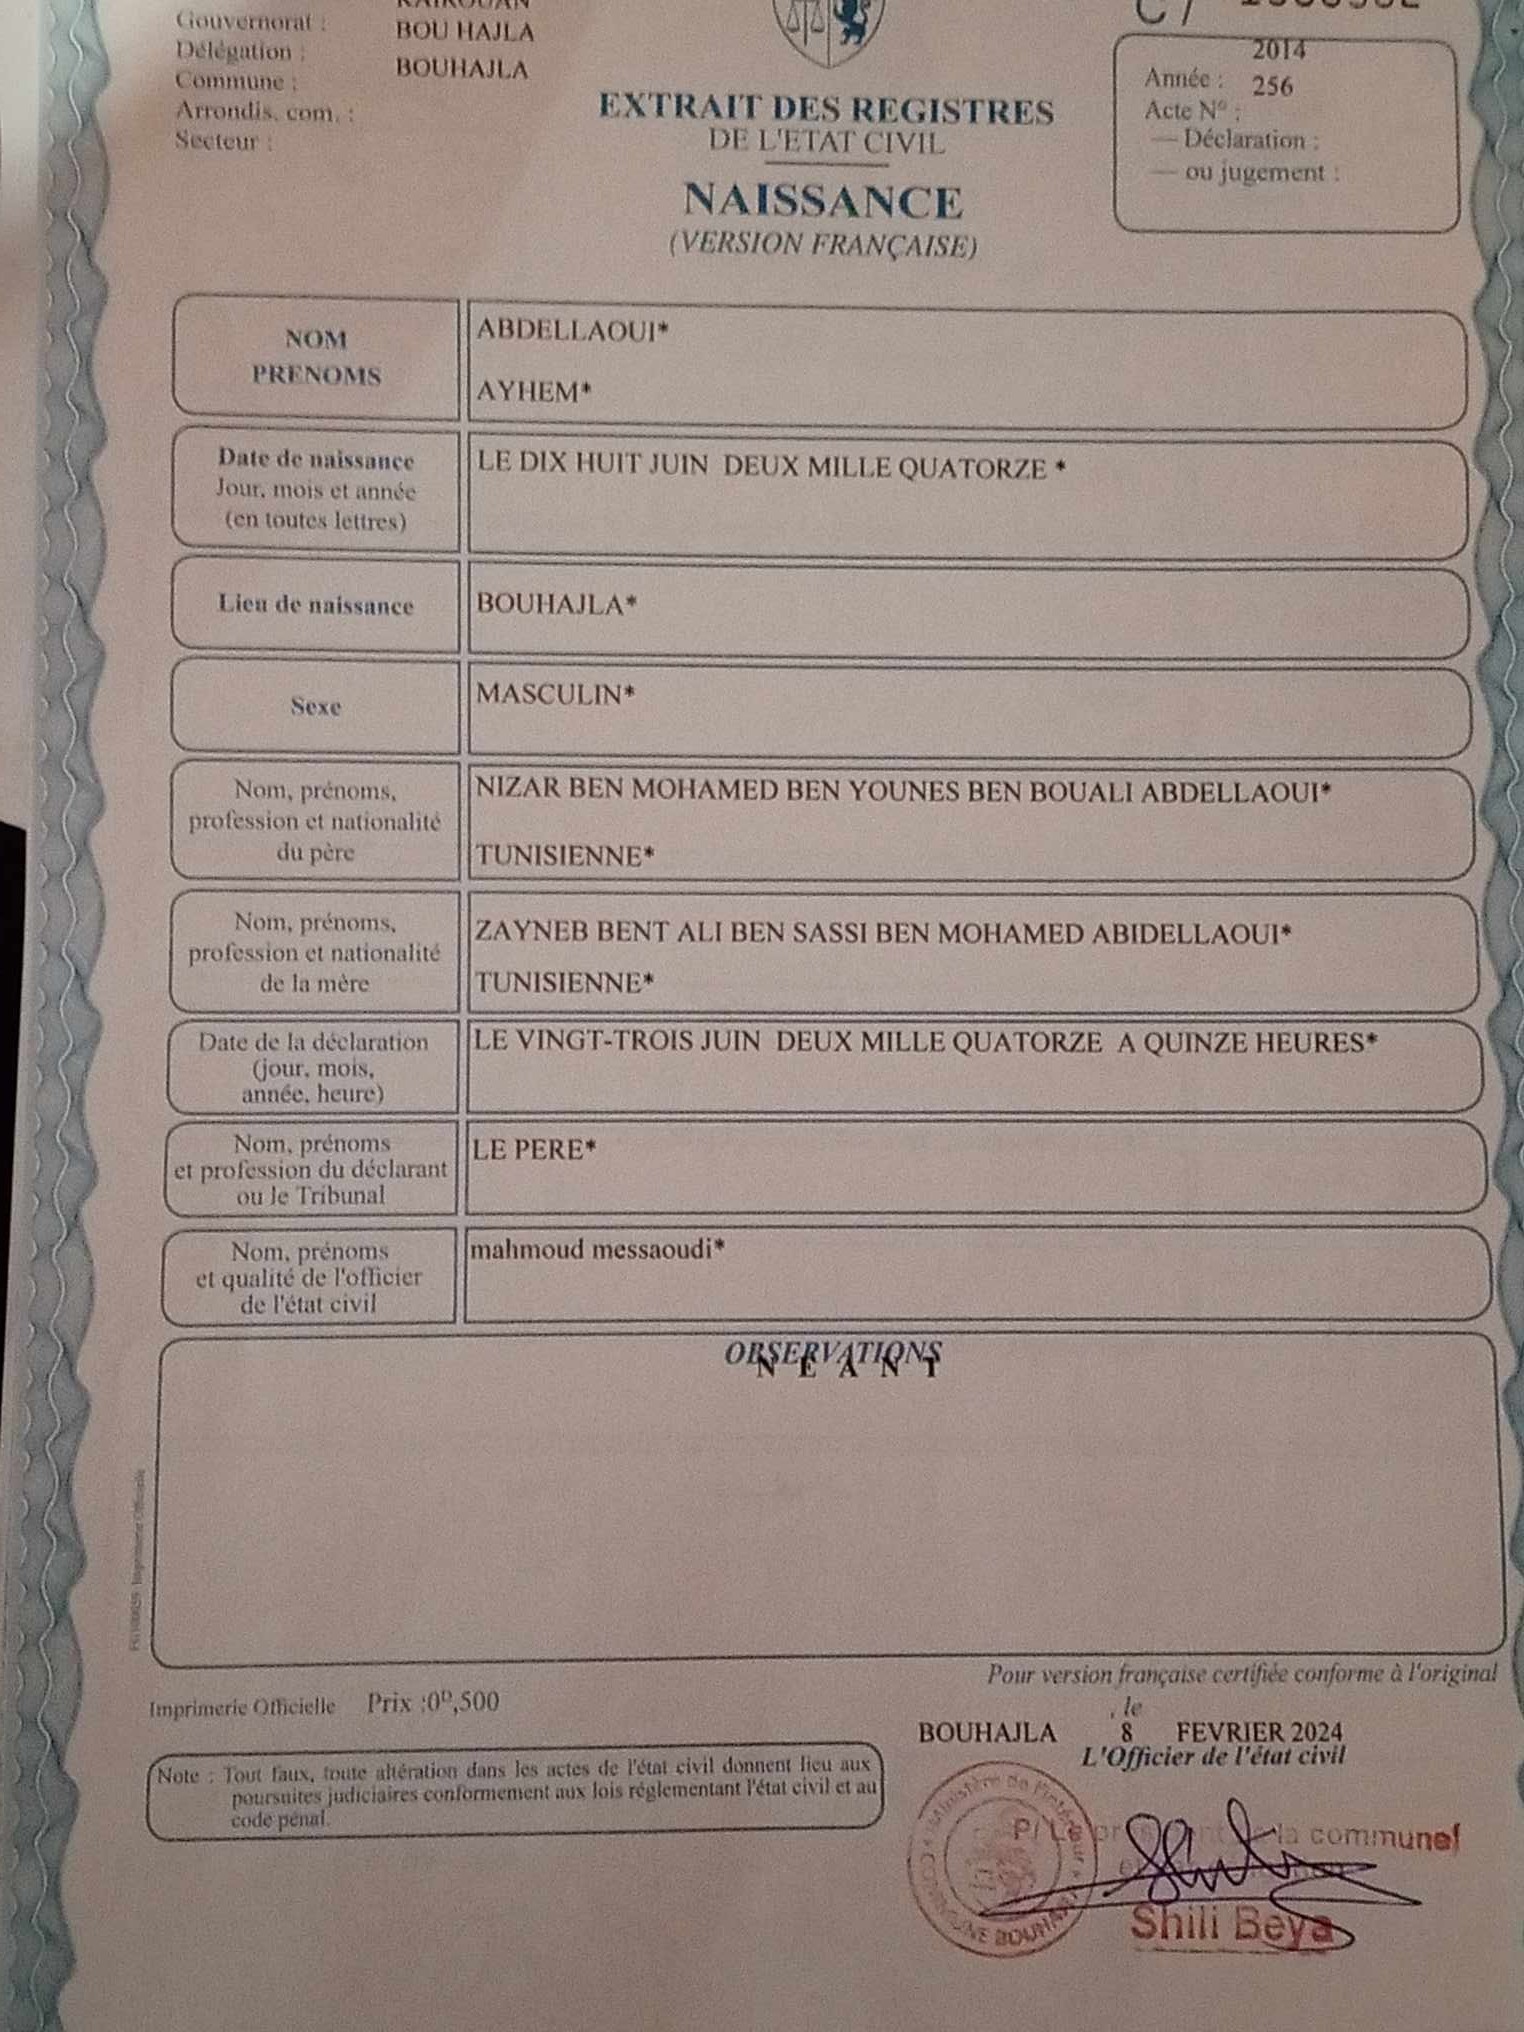 Gouvernorat : KAIROUAN
Délégation : BOU HAJLA
Commune : BOUHAJLA
Arrondis. com. :
Secteur :
EXTRAIT DES REGISTRES
DE L'ETAT CIVIL
NAISSANCE
(VERSION FRANÇAISE)
2014
Année : 256
Acte N° :
— Déclaration :
— ou jugement :
NOM
PRENOMS
ABDELLAOUI*
AYHEM*
Date de naissance
Jour, mois et année
(en toutes lettres)
LE DIX HUIT JUIN DEUX MILLE QUATORZE *
Lieu de naissance
BOUHAJLA*
Sexe
MASCULIN*
Nom, prénoms,
profession et nationalité
du père
NIZAR BEN MOHAMED BEN YOUNES BEN BOUALI ABDELLAOUI*
TUNISIENNE*
Nom, prénoms,
profession et nationalité
de la mère
ZAYNEB BENT ALI BEN SASSI BEN MOHAMED ABIDELLAOUI*
TUNISIENNE*
Date de la déclaration
(jour, mois,
année, heure)
LE VINGT-TROIS JUIN DEUX MILLE QUATORZE A QUINZE HEURES*
Nom, prénoms
et profession du déclarant
ou le Tribunal
LE PERE*
Nom, prénoms
et qualité de l'officier
de l'état civil
mahmoud messaoudi*
OBSERVATIONS
N E A N T
Imprimerie Officielle
Pour version française certifiée conforme à l'original
Imprimerie Officielle Prix :0ᴰ,500
, le
BOUHAJLA 8 FEVRIER 2024
L'Officier de l'état civil
Note : Tout faux, toute altération dans les actes de l'état civil donnent lieu aux
poursuites judiciaires conformement aux lois réglementant l'état civil et au
code pénal.
Ministère de l'Intérieur
COMMUNE BOUHAJLA
P/ Le la commune
Shili Beya